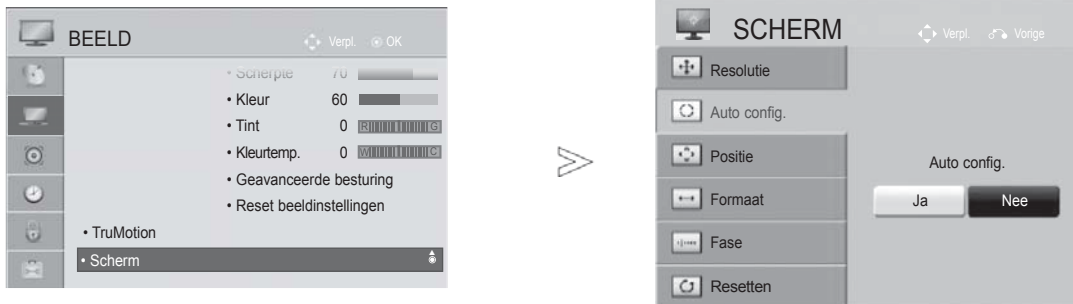 BEELD
Verpl. OK
• Scherpte 70
• Kleur 60
• Tint 0 R G
• Kleurtemp. 0 W C
• Geavanceerde besturing
• Reset beeldinstellingen
• TruMotion
• Scherm
SCHERM
Verpl. Vorige
Resolutie
Auto config.
Positie
Formaat
Fase
Resetten
Auto config.
Ja Nee